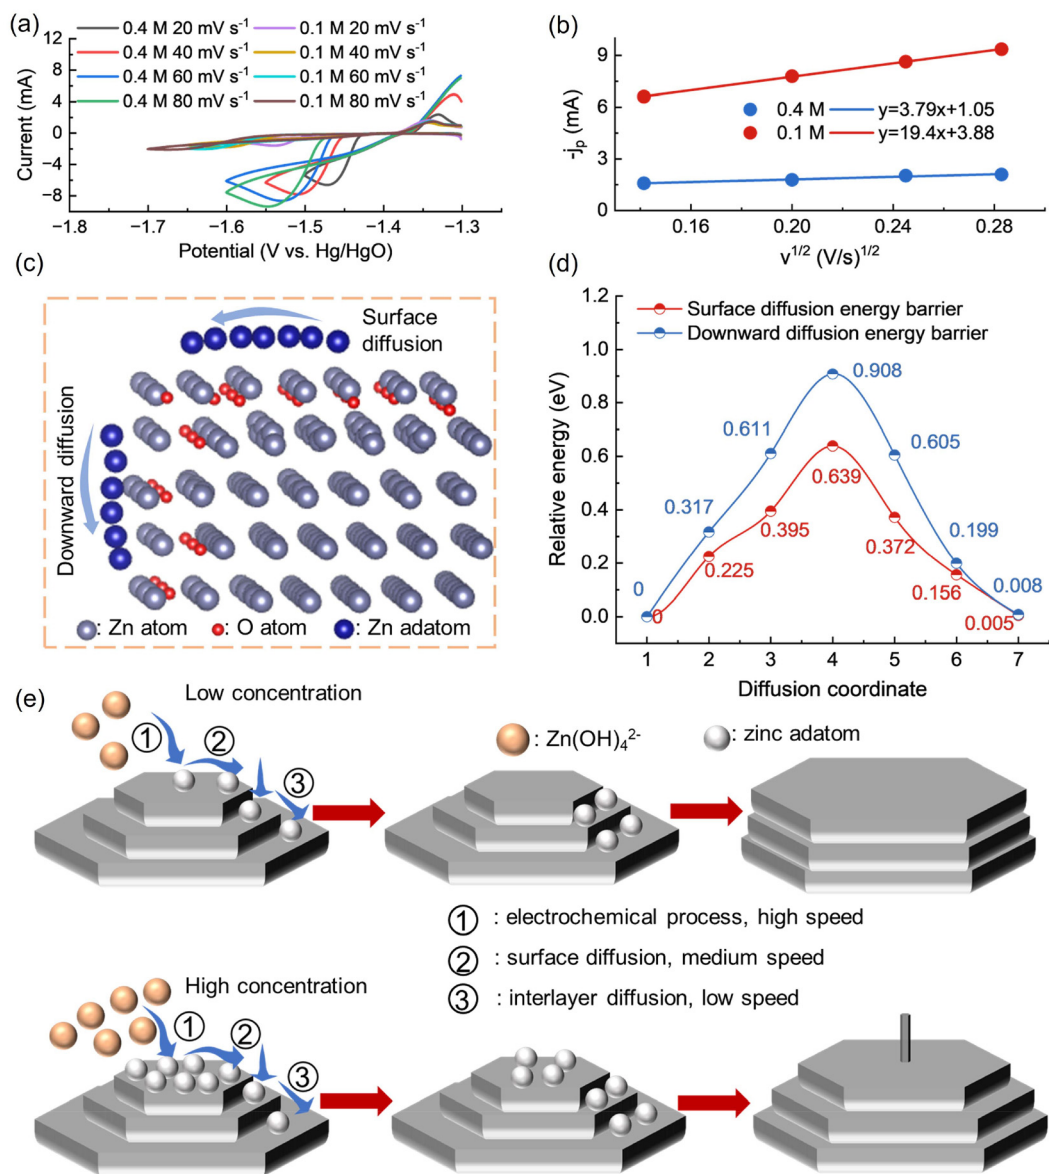 (a)
0.4 M 20 mV s⁻¹ 0.1 M 20 mV s⁻¹
0.4 M 40 mV s⁻¹ 0.1 M 40 mV s⁻¹
0.4 M 60 mV s⁻¹ 0.1 M 60 mV s⁻¹
0.4 M 80 mV s⁻¹ 0.1 M 80 mV s⁻¹
12
8
4
0
−4
−8
Current (mA)
−1.8 −1.7 −1.6 −1.5 −1.4 −1.3
Potential (V vs. Hg/HgO)
(b)
9
6
3
0
-jₚ (mA)
0.4 M y=3.79x+1.05
0.1 M y=19.4x+3.88
0.16 0.20 0.24 0.28
v¹ᐟ² (V/s)¹ᐟ²
(c)
Surface
diffusion
Downward diffusion
: Zn atom : O atom : Zn adatom
(d)
1.2
1.0
0.8
0.6
0.4
0.2
0.0
Relative energy (eV)
Surface diffusion energy barrier
Downward diffusion energy barrier
0.908
0.611
0.605
0.639
0.317
0.395
0.372
0.199
0.225
0.156
0.008
0
0
0.005
1 2 3 4 5 6 7
Diffusion coordinate
(e)
Low concentration
① ② ③
: Zn(OH)₄²⁻ : zinc adatom
① : electrochemical process, high speed
② : surface diffusion, medium speed
③ : interlayer diffusion, low speed
High concentration
① ② ③